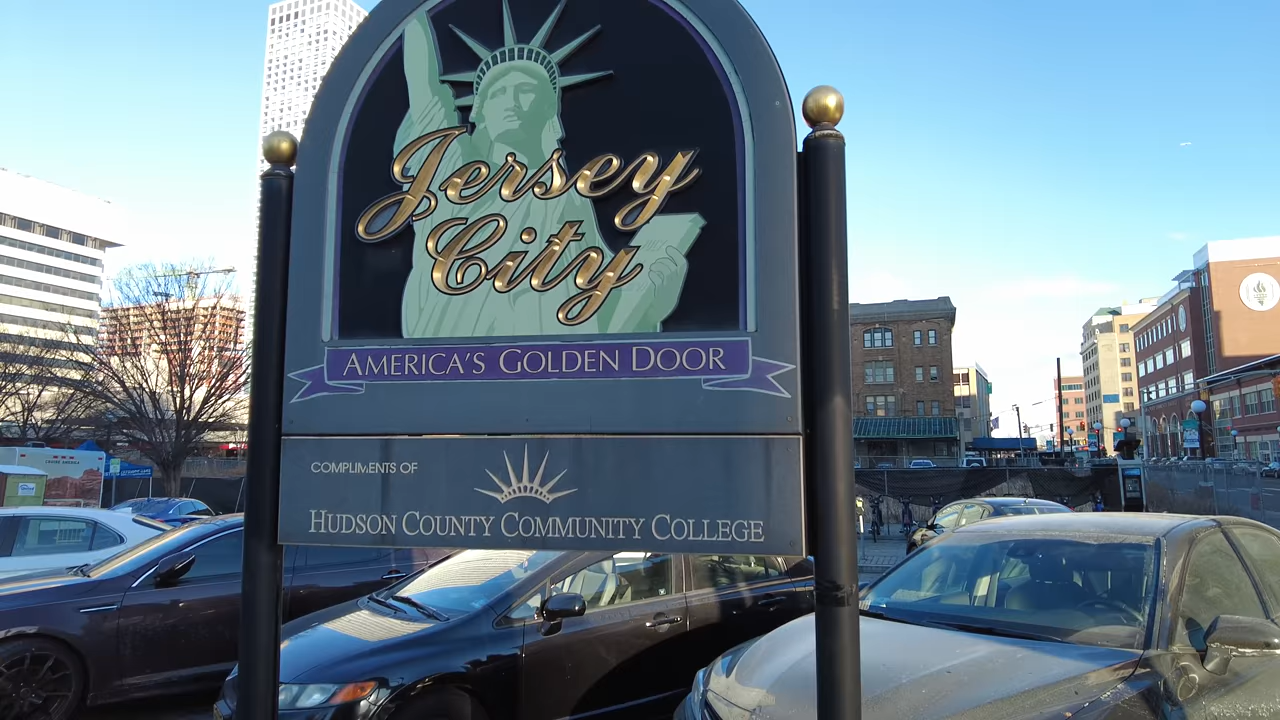 Jersey
City
AMERICA'S GOLDEN DOOR
COMPLIMENTS OF
HUDSON COUNTY COMMUNITY COLLEGE